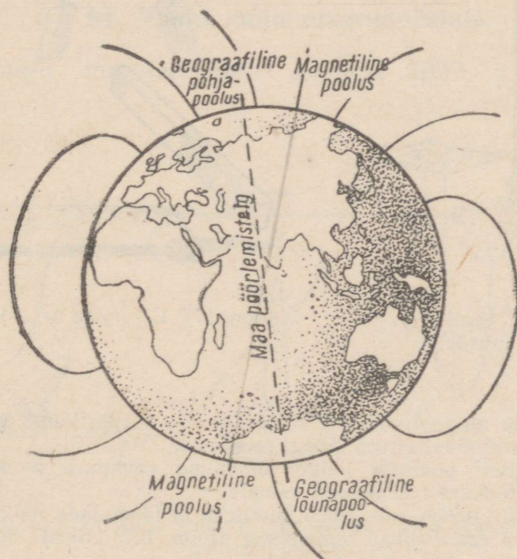 Geograafiline
põhja-
poolus
Magnetiline
poolus
Maa pöörlemistelg
Magnetiline
poolus
Geograafiline
lõunapoo-
lus